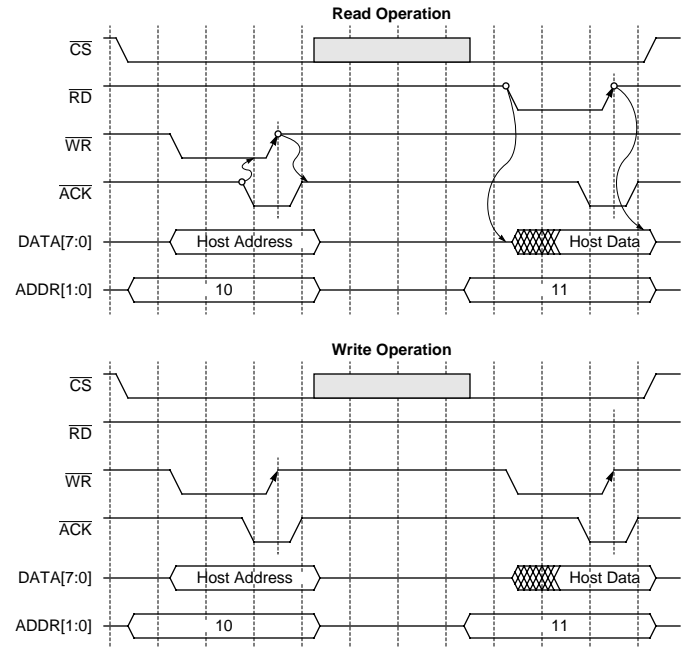 Read Operation
CS
RD
WR
ACK
DATA[7:0] Host Address Host Data
ADDR[1:0] 10 11
Write Operation
CS
RD
WR
ACK
DATA[7:0] Host Address Host Data
ADDR[1:0] 10 11